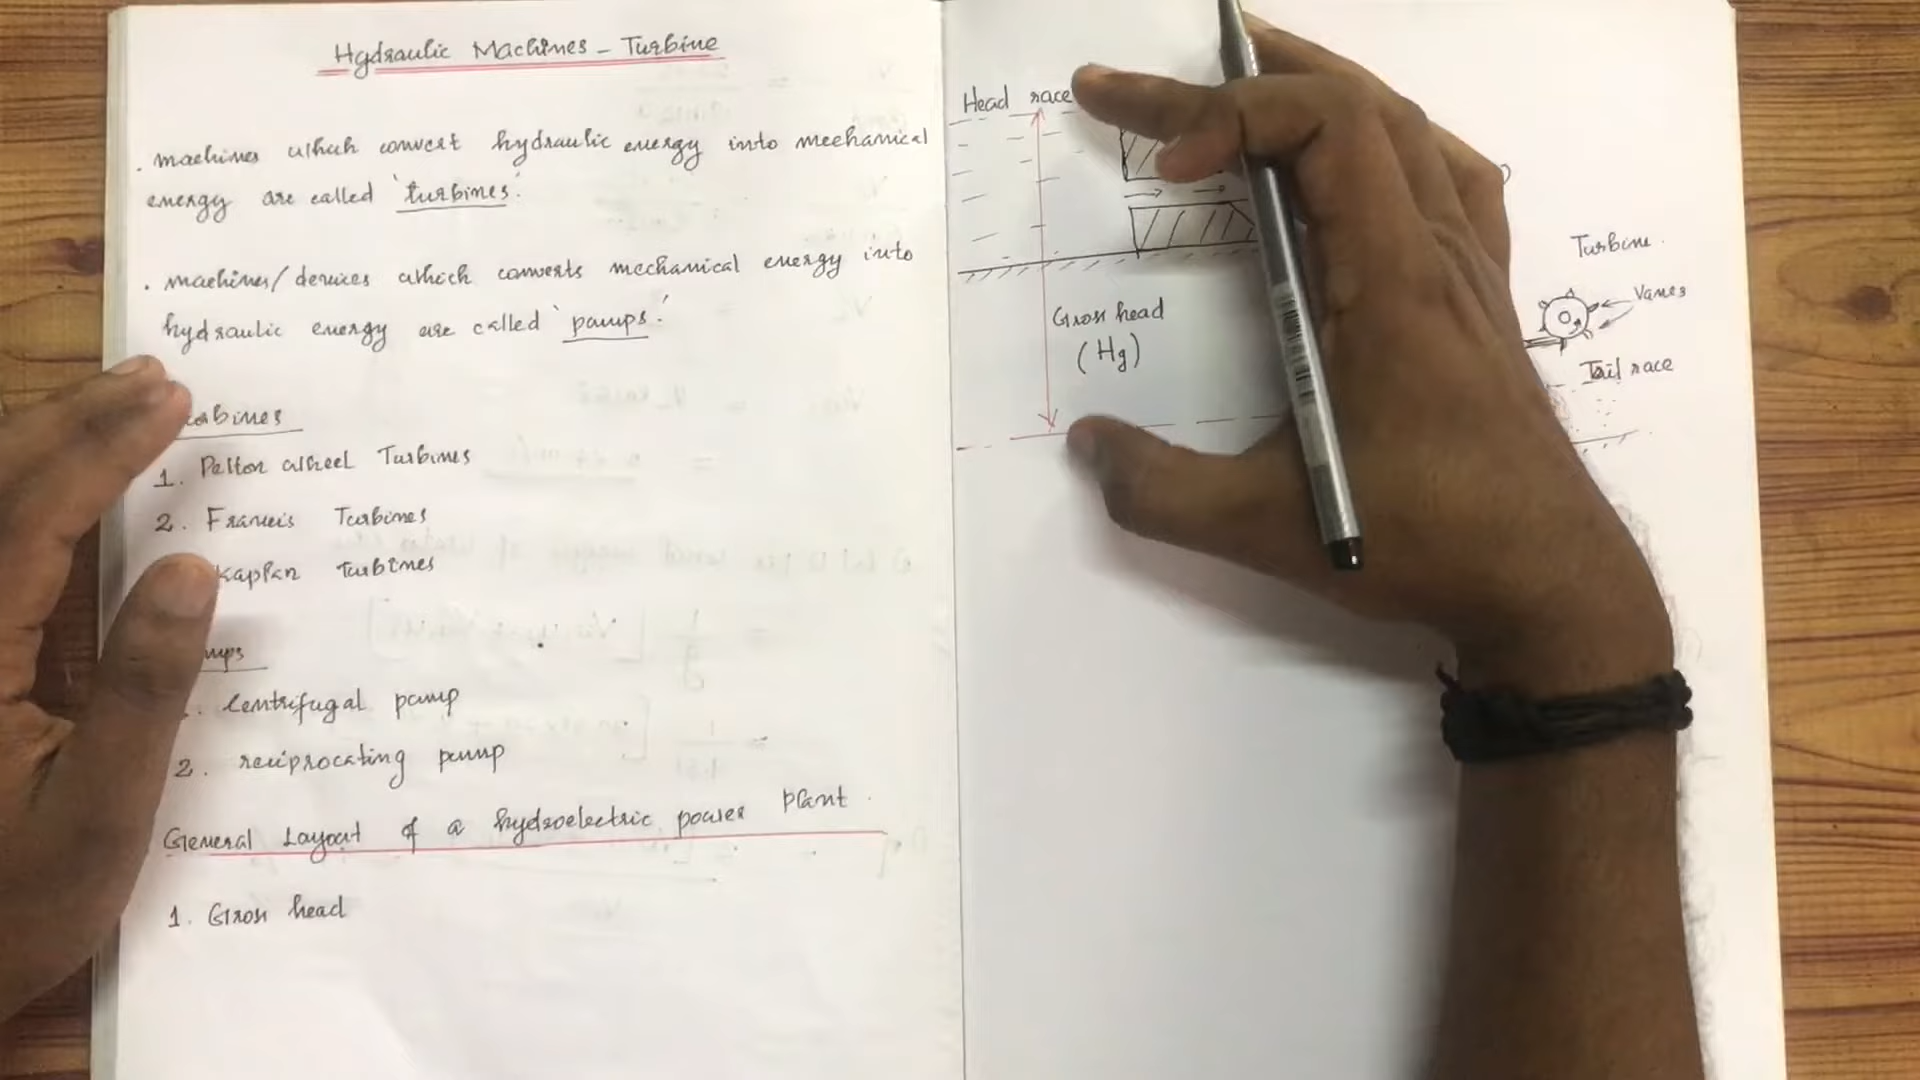 Hydraulic Machines - Turbine
. machines which convert hydraulic energy into mechanical
energy are called 'turbines'.
. machines/devices which converts mechanical energy into
hydraulic energy are called 'pumps'.
1. Pelton wheel Turbines
2. Francis Turbines
Kaplan Turbines
Centrifugal pump
2. reciprocating pump
General Layout of a hydroelectric power plant.
1. Gross head
Head race
Gross head
(Hg)
Turbine.
Vanes
Tail race